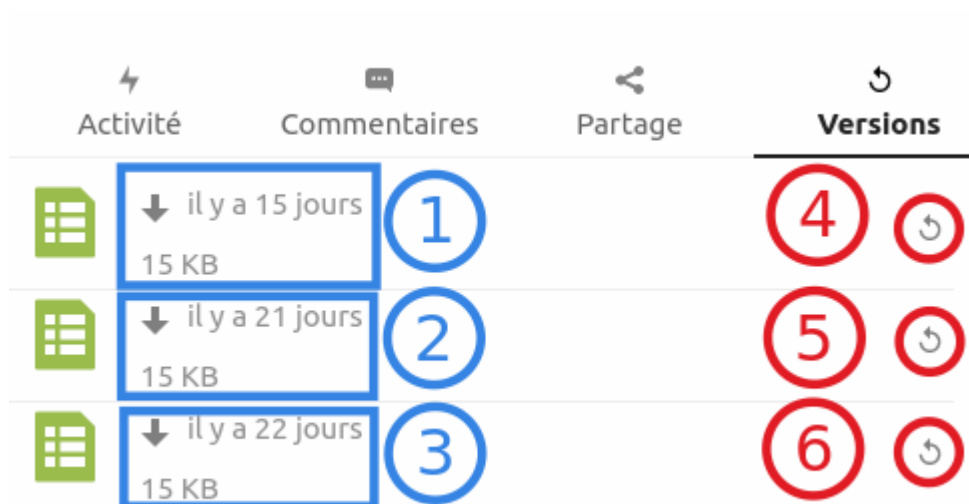 Activité Commentaires Partage Versions
il y a 15 jours 1 4
15 KB
il y a 21 jours 2 5
15 KB
il y a 22 jours 3 6
15 KB